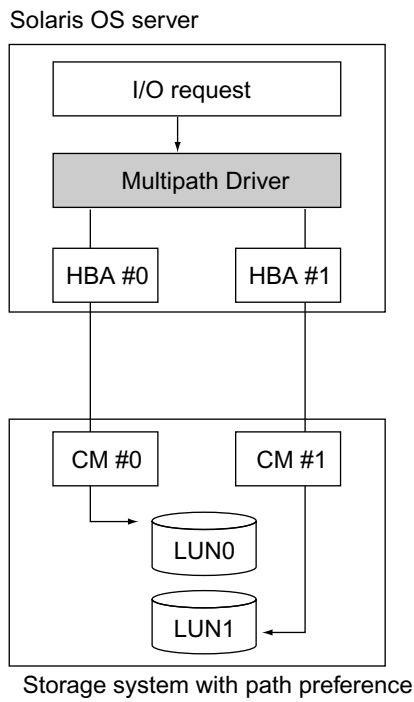 Solaris OS server
I/O request
Multipath Driver
HBA #0
HBA #1
CM #0
CM #1
LUN0
LUN1
Storage system with path preference